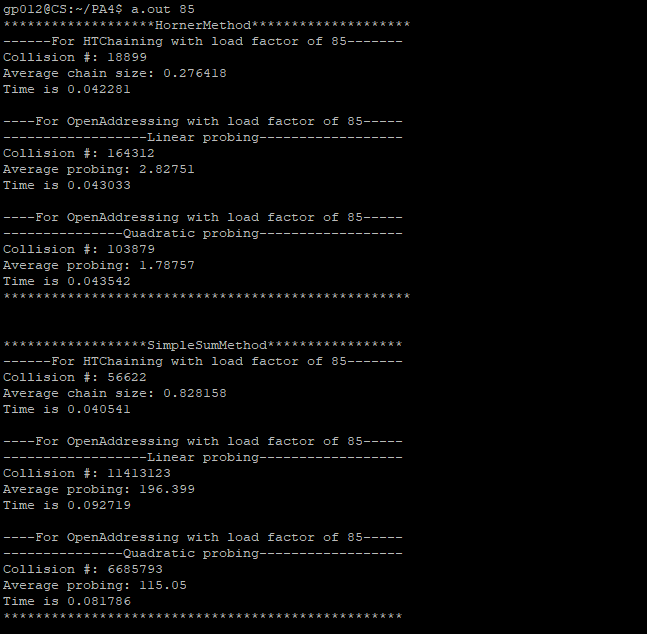 gp012@CS:~/PA4$ a.out 85
*******************HornerMethod********************
------For HTChaining with load factor of 85-------
Collision #: 18899
Average chain size: 0.276418
Time is 0.042281
----For OpenAddressing with load factor of 85-----
------------------Linear probing------------------
Collision #: 164312
Average probing: 2.82751
Time is 0.043033
----For OpenAddressing with load factor of 85-----
---------------Quadratic probing------------------
Collision #: 103879
Average probing: 1.78757
Time is 0.043542
***************************************************
******************SimpleSumMethod*****************
------For HTChaining with load factor of 85-------
Collision #: 56622
Average chain size: 0.828158
Time is 0.040541
----For OpenAddressing with load factor of 85-----
------------------Linear probing------------------
Collision #: 11413123
Average probing: 196.399
Time is 0.092719
----For OpenAddressing with load factor of 85-----
---------------Quadratic probing------------------
Collision #: 6685793
Average probing: 115.05
Time is 0.081786
**************************************************